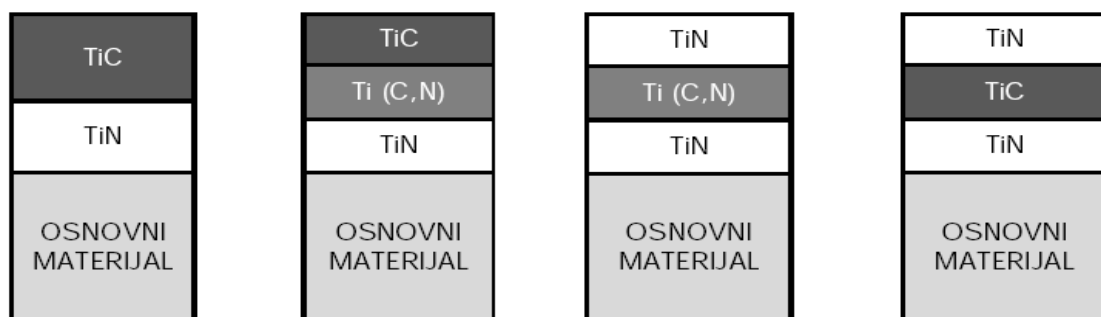 TiC
TiN
OSNOVNI
MATERIJAL
TiC
Ti (C,N)
TiN
OSNOVNI
MATERIJAL
TiN
Ti (C,N)
TiN
OSNOVNI
MATERIJAL
TiN
TiC
TiN
OSNOVNI
MATERIJAL